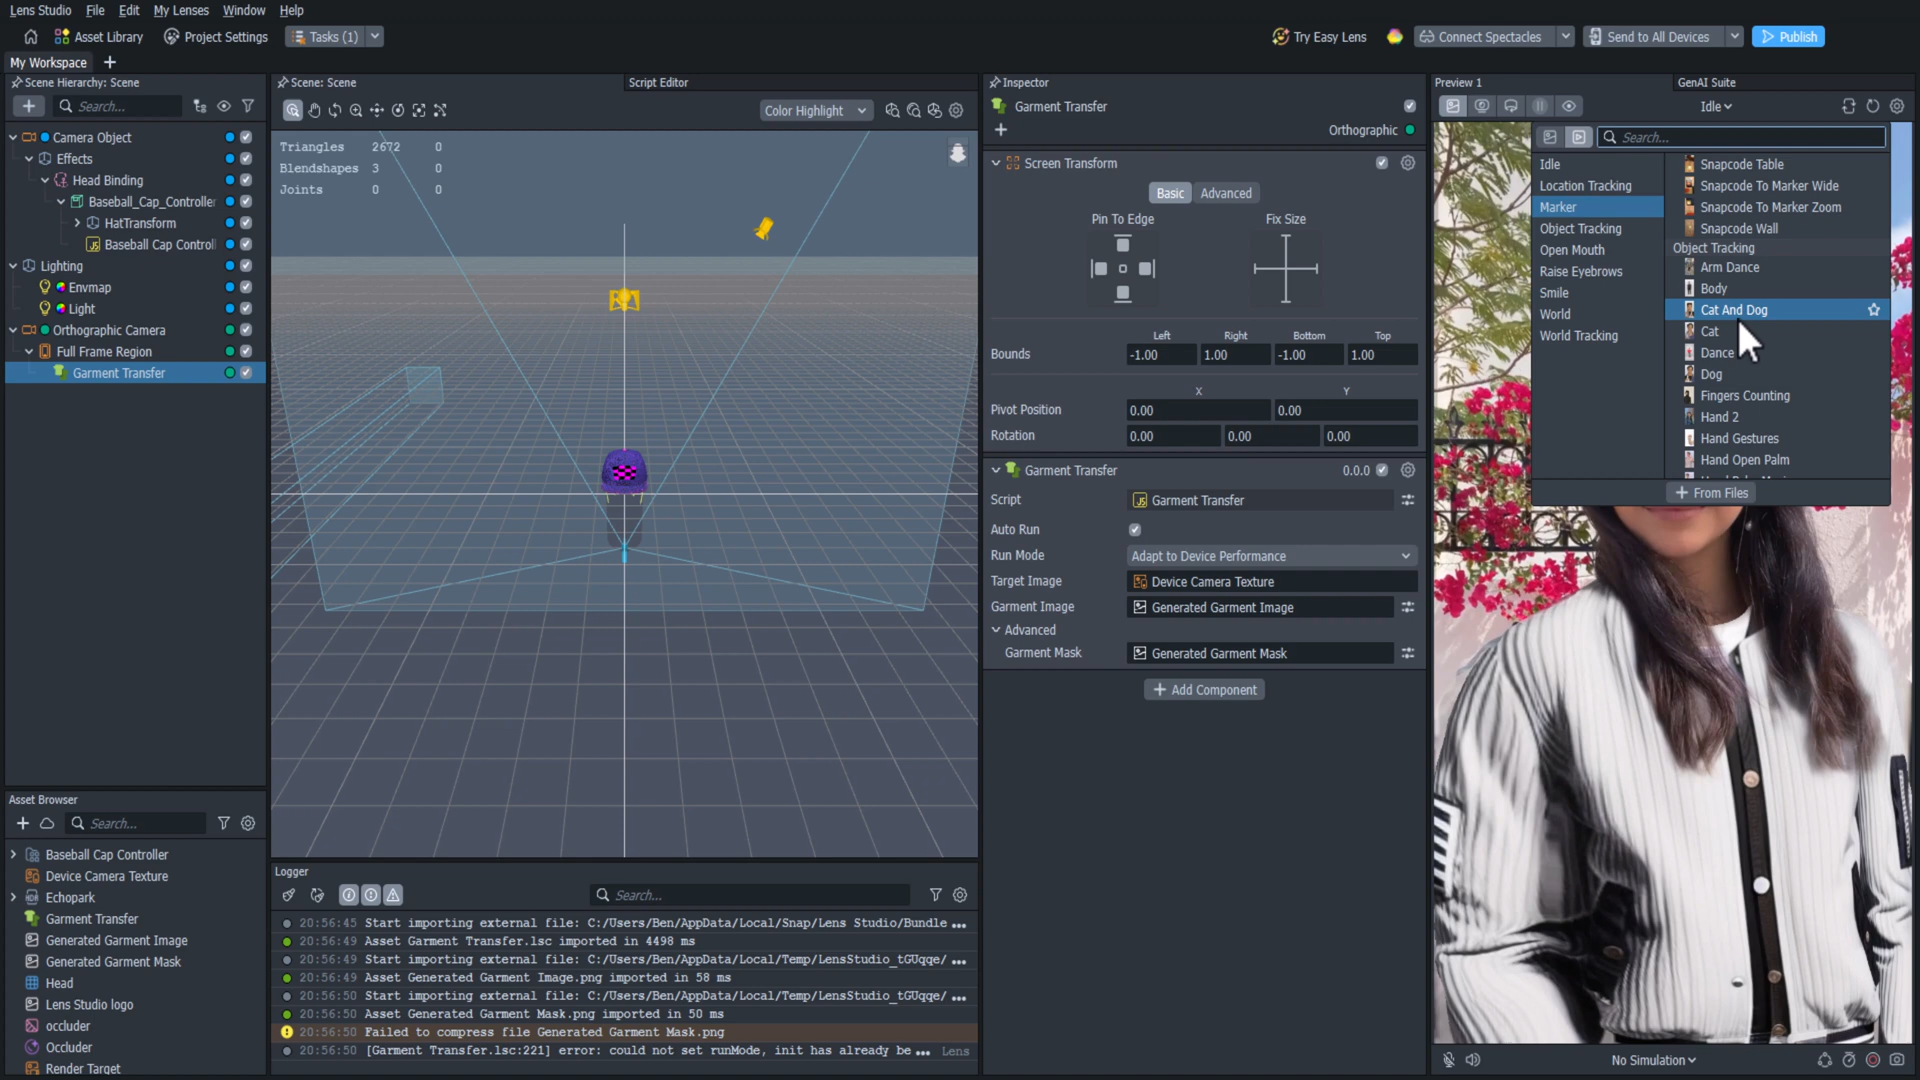 Lens Studio File Edit My Lenses Window Help
Asset Library Project Settings Tasks (1) Try Easy Lens Connect Spectacles Send to All Devices Publish
My Workspace
Scene Hierarchy: Scene
Search...
Camera Object
Effects
Head Binding
Baseball_Cap_Controller
HatTransform
Baseball Cap Control
Lighting
Envmap
Light
Orthographic Camera
Full Frame Region
Garment Transfer
Asset Browser
Search...
Baseball Cap Controller
Device Camera Texture
Echopark
Garment Transfer
Generated Garment Image
Generated Garment Mask
Head
Lens Studio logo
occluder
Occluder
Render Target
Scene: Scene Script Editor
Color Highlight
Triangles 2672 0
Blendshapes 3 0
Joints 0 0
Logger
Search...
20:56:45 Start importing external file: C:/Users/Ben/AppData/Local/Snap/Lens Studio/Bundle ...
20:56:49 Asset Garment Transfer.lsc imported in 4498 ms
20:56:49 Start importing external file: C:/Users/Ben/AppData/Local/Temp/LensStudio_tGUqqe/ ...
20:56:49 Asset Generated Garment Image.png imported in 58 ms
20:56:50 Start importing external file: C:/Users/Ben/AppData/Local/Temp/LensStudio_tGUqqe/ ...
20:56:50 Asset Generated Garment Mask.png imported in 50 ms
20:56:50 Failed to compress file Generated Garment Mask.png
20:56:50 [Garment Transfer.lsc:221] error: could not set runMode, init has already be ... Lens
Inspector
Garment Transfer
Orthographic
Screen Transform
Basic Advanced
Pin To Edge Fix Size
Left Right Bottom Top
Bounds -1.00 1.00 -1.00 1.00
X Y
Pivot Position 0.00 0.00
Rotation 0.00 0.00 0.00
Garment Transfer 0.0.0
Script Garment Transfer
Auto Run
Run Mode Adapt to Device Performance
Target Image Device Camera Texture
Garment Image Generated Garment Image
Advanced
Garment Mask Generated Garment Mask
Add Component
Preview 1 GenAI Suite
Idle
Search...
Idle
Location Tracking
Marker
Object Tracking
Open Mouth
Raise Eyebrows
Smile
World
World Tracking
Snapcode Table
Snapcode To Marker Wide
Snapcode To Marker Zoom
Snapcode Wall
Object Tracking
Arm Dance
Body
Cat And Dog
Cat
Dance
Dog
Fingers Counting
Hand 2
Hand Gestures
Hand Open Palm
From Files
No Simulation